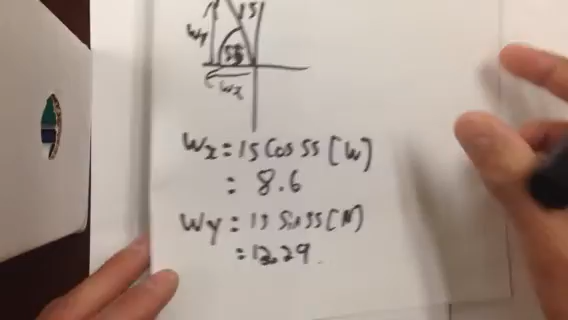 15
Wy
55
Wx
Wx = 15 Cos 55 [W]
= 8.6
Wy = 15 Sin 55 [N]
= 12.29